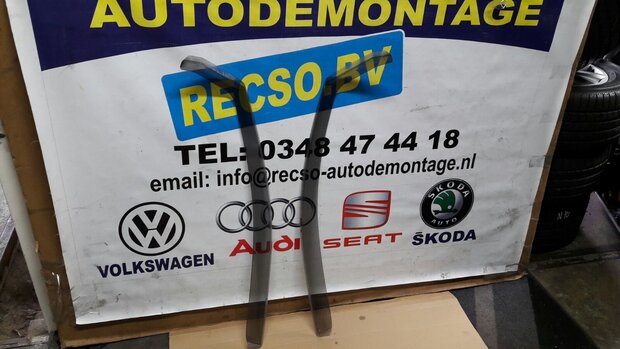 AUTODEMONTAGE
RECSO.BV
TEL: 0348 47 44 18
email: info@recso-autodemontage.nl
VOLKSWAGEN
Audi
SEAT
ŠKODA
AUTO
ŠKODA